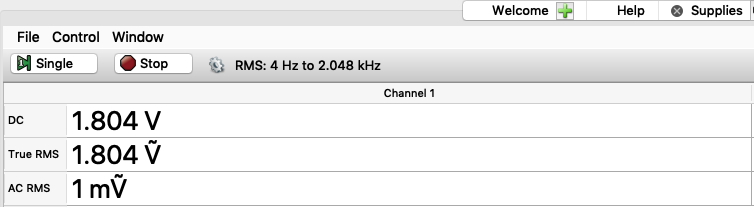 Welcome Help Supplies
File Control Window
Single Stop RMS: 4 Hz to 2.048 kHz
Channel 1
DC 1.804 V
True RMS 1.804 Ṽ
AC RMS 1 mṼ